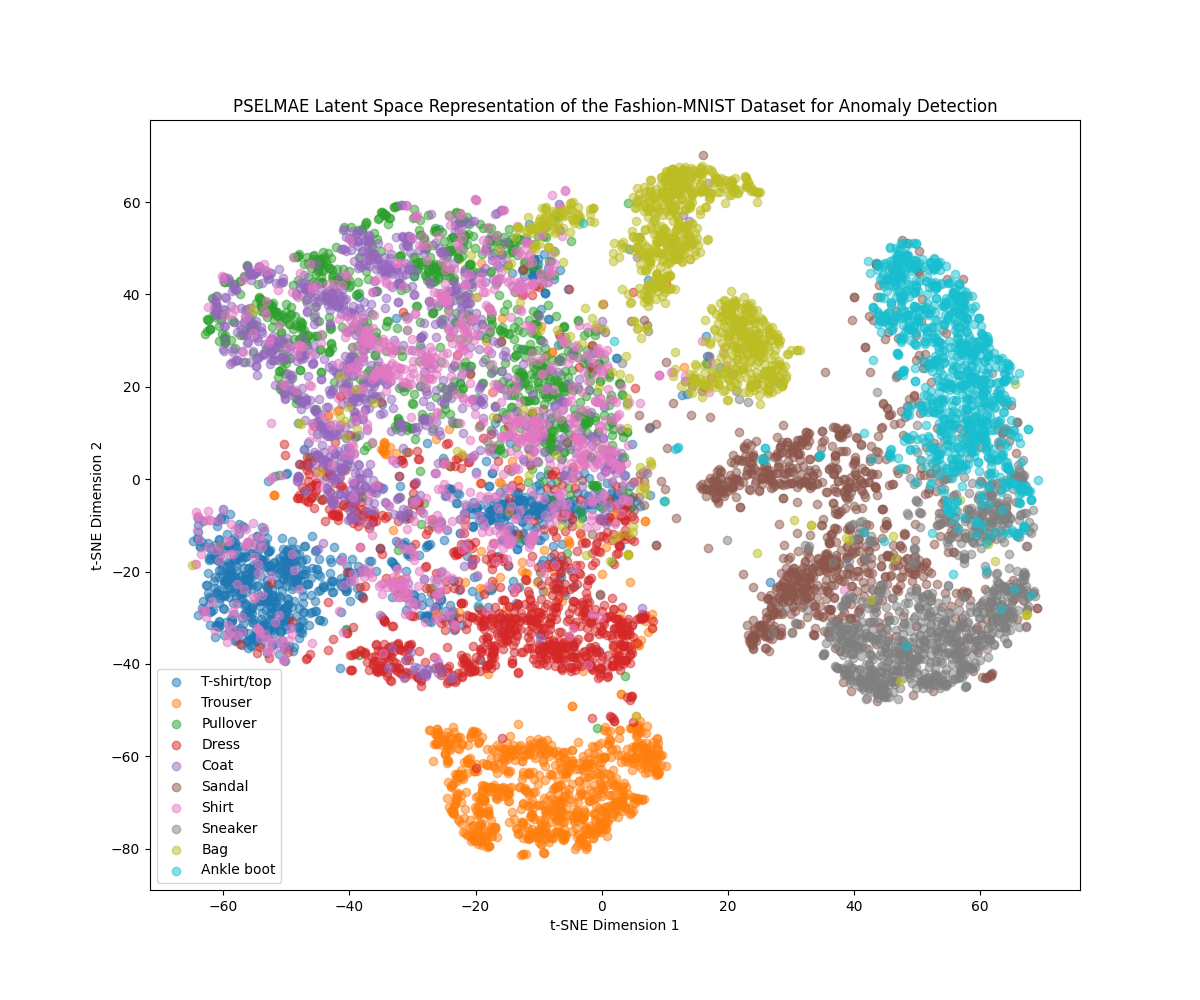 PSELMAE Latent Space Representation of the Fashion-MNIST Dataset for Anomaly Detection
60
40
20
0
−20
−40
−60
−80
t-SNE Dimension 2
T-shirt/top
Trouser
Pullover
Dress
Coat
Sandal
Shirt
Sneaker
Bag
Ankle boot
−60 −40 −20 0 20 40 60
t-SNE Dimension 1